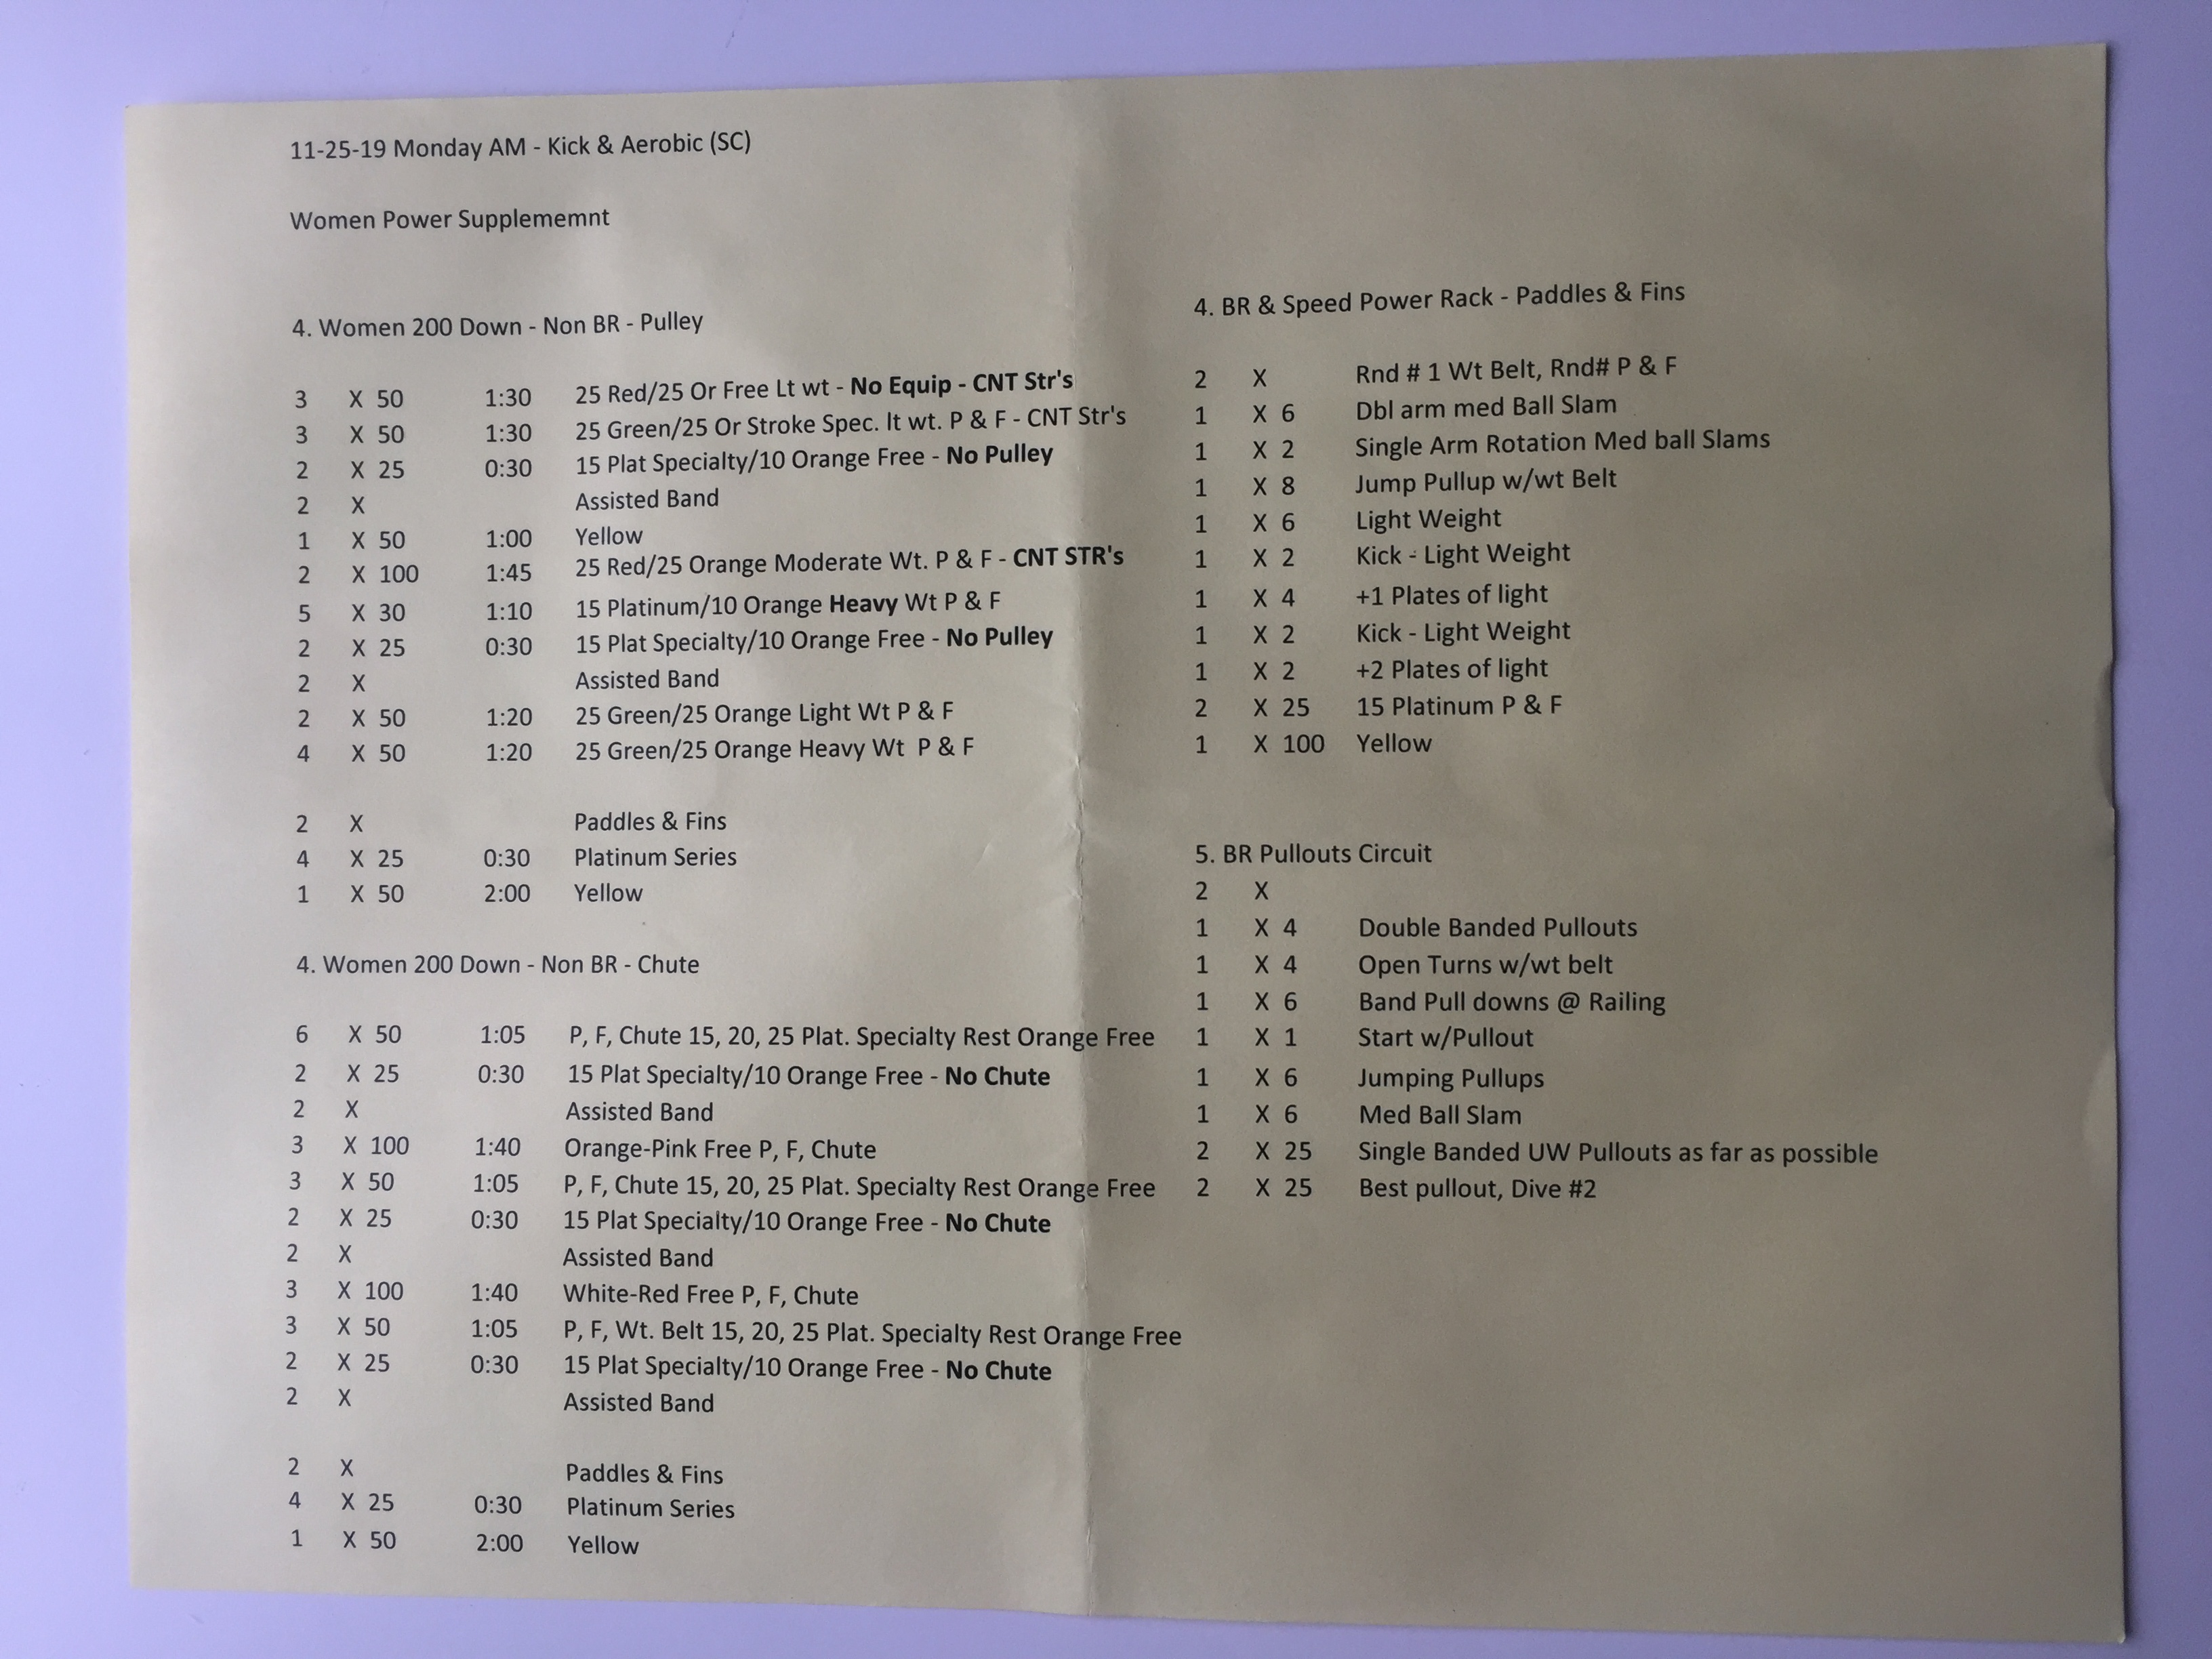 11-25-19 Monday AM - Kick & Aerobic (SC)
Women Power Supplememnt
4. Women 200 Down - Non BR - Pulley
3 X 50 1:30 25 Red/25 Or Free Lt wt - No Equip - CNT Str's
3 X 50 1:30 25 Green/25 Or Stroke Spec. lt wt. P & F - CNT Str's
2 X 25 0:30 15 Plat Specialty/10 Orange Free - No Pulley
2 X Assisted Band
1 X 50 1:00 Yellow
2 X 100 1:45 25 Red/25 Orange Moderate Wt. P & F - CNT STR's
5 X 30 1:10 15 Platinum/10 Orange Heavy Wt P & F
2 X 25 0:30 15 Plat Specialty/10 Orange Free - No Pulley
2 X Assisted Band
2 X 50 1:20 25 Green/25 Orange Light Wt P & F
4 X 50 1:20 25 Green/25 Orange Heavy Wt P & F
2 X Paddles & Fins
4 X 25 0:30 Platinum Series
1 X 50 2:00 Yellow
4. Women 200 Down - Non BR - Chute
6 X 50 1:05 P, F, Chute 15, 20, 25 Plat. Specialty Rest Orange Free
2 X 25 0:30 15 Plat Specialty/10 Orange Free - No Chute
2 X Assisted Band
3 X 100 1:40 Orange-Pink Free P, F, Chute
3 X 50 1:05 P, F, Chute 15, 20, 25 Plat. Specialty Rest Orange Free
2 X 25 0:30 15 Plat Specialty/10 Orange Free - No Chute
2 X Assisted Band
3 X 100 1:40 White-Red Free P, F, Chute
3 X 50 1:05 P, F, Wt. Belt 15, 20, 25 Plat. Specialty Rest Orange Free
2 X 25 0:30 15 Plat Specialty/10 Orange Free - No Chute
2 X Assisted Band
2 X Paddles & Fins
4 X 25 0:30 Platinum Series
1 X 50 2:00 Yellow
4. BR & Speed Power Rack - Paddles & Fins
2 X Rnd # 1 Wt Belt, Rnd# P & F
1 X 6 Dbl arm med Ball Slam
1 X 2 Single Arm Rotation Med ball Slams
1 X 8 Jump Pullup w/wt Belt
1 X 6 Light Weight
1 X 2 Kick - Light Weight
1 X 4 +1 Plates of light
1 X 2 Kick - Light Weight
1 X 2 +2 Plates of light
2 X 25 15 Platinum P & F
1 X 100 Yellow
5. BR Pullouts Circuit
2 X
1 X 4 Double Banded Pullouts
1 X 4 Open Turns w/wt belt
1 X 6 Band Pull downs @ Railing
1 X 1 Start w/Pullout
1 X 6 Jumping Pullups
1 X 6 Med Ball Slam
2 X 25 Single Banded UW Pullouts as far as possible
2 X 25 Best pullout, Dive #2